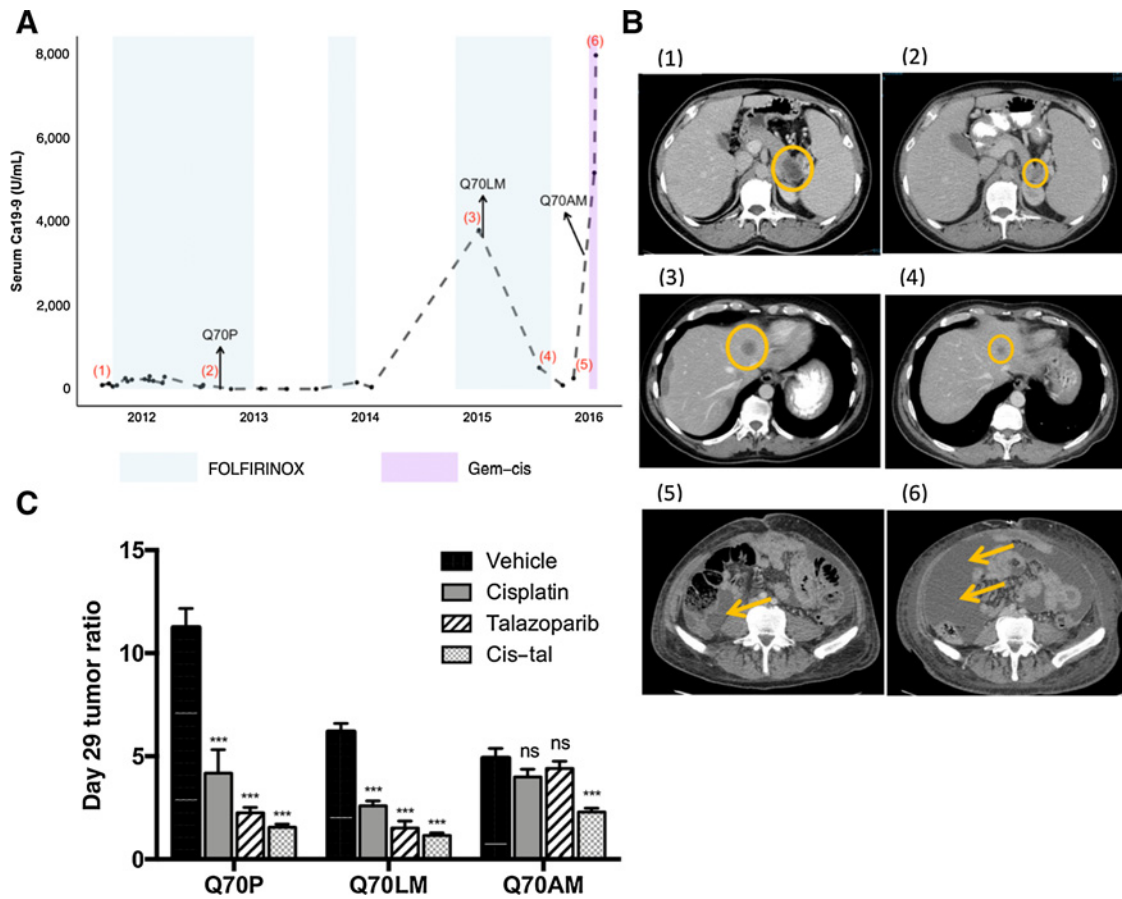 A
Serum Ca19-9 (U/mL)
8,000
6,000
4,000
2,000
0
(1)
(2)
Q70P
(3)
Q70LM
Q70AM
(4)
(5)
(6)
2012 2013 2014 2015 2016
FOLFIRINOX Gem-cis
B
(1) (2)
(3) (4)
(5) (6)
C
Day 29 tumor ratio
15
10
5
0
Vehicle
Cisplatin
Talazoparib
Cis-tal
*** *** ***
*** *** ***
ns ns ***
Q70P Q70LM Q70AM